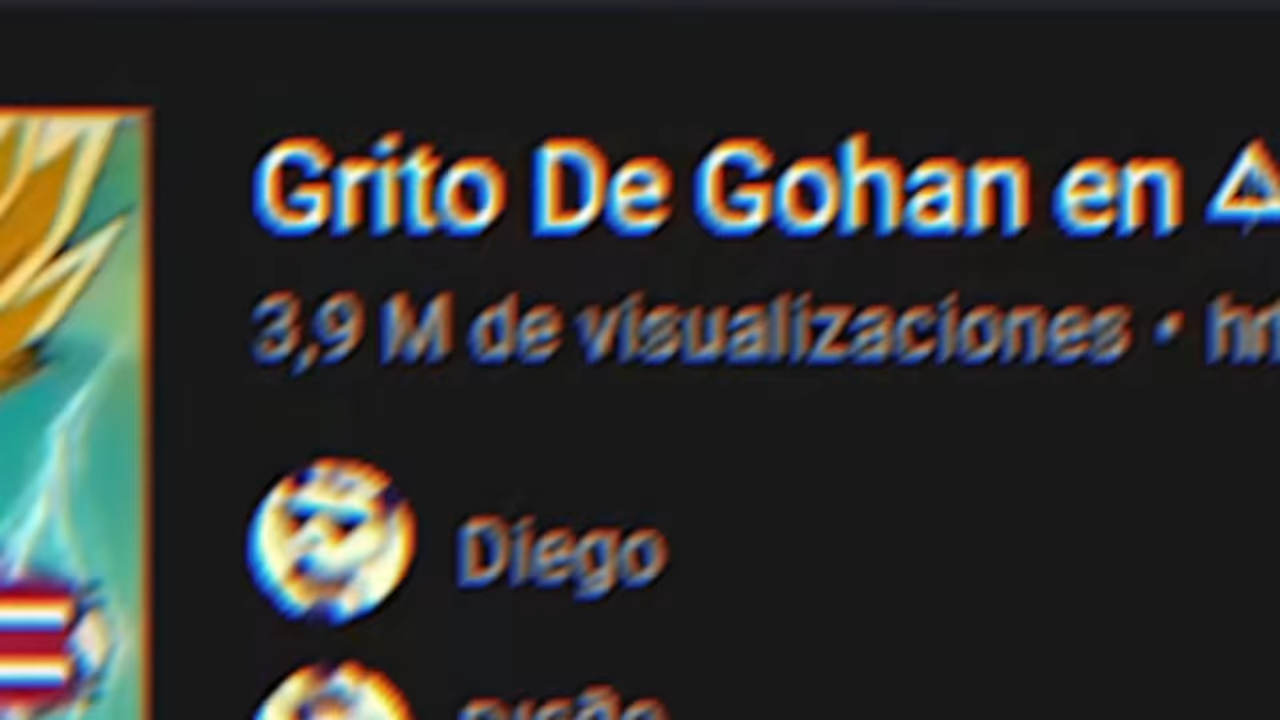 Grito De Gohan en
3,9 M de visualizaciones •
Diego